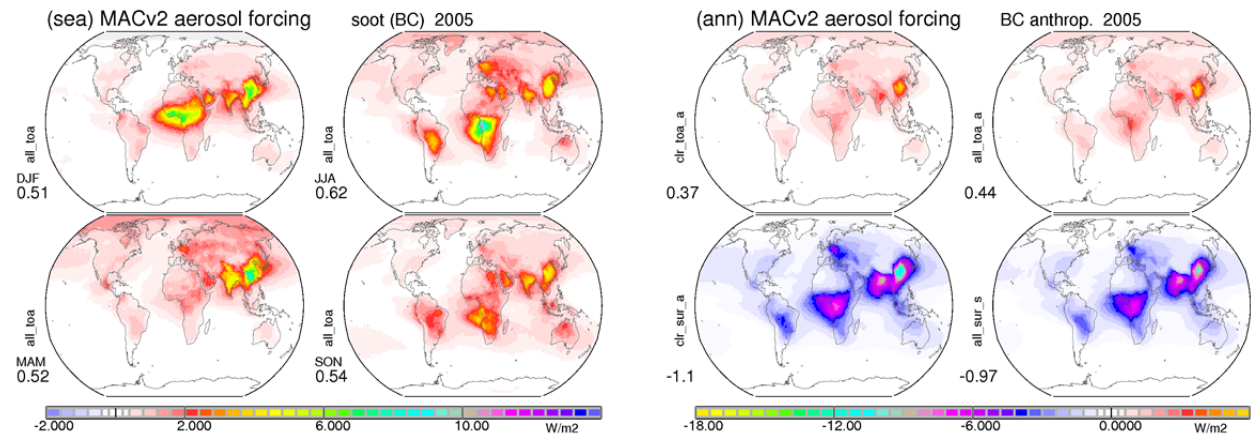 (sea) MACv2 aerosol forcing soot (BC) 2005
all_toa
DJF
0.51
all_toa
JJA
0.62
all_toa
MAM
0.52
all_toa
SON
0.54
-2.000 2.000 6.000 10.00 W/m2
(ann) MACv2 aerosol forcing BC anthrop. 2005
clr_toa_a
0.37
all_toa_a
0.44
clr_sur_a
-1.1
all_sur_s
-0.97
-18.00 -12.00 -6.000 0.0000 W/m2